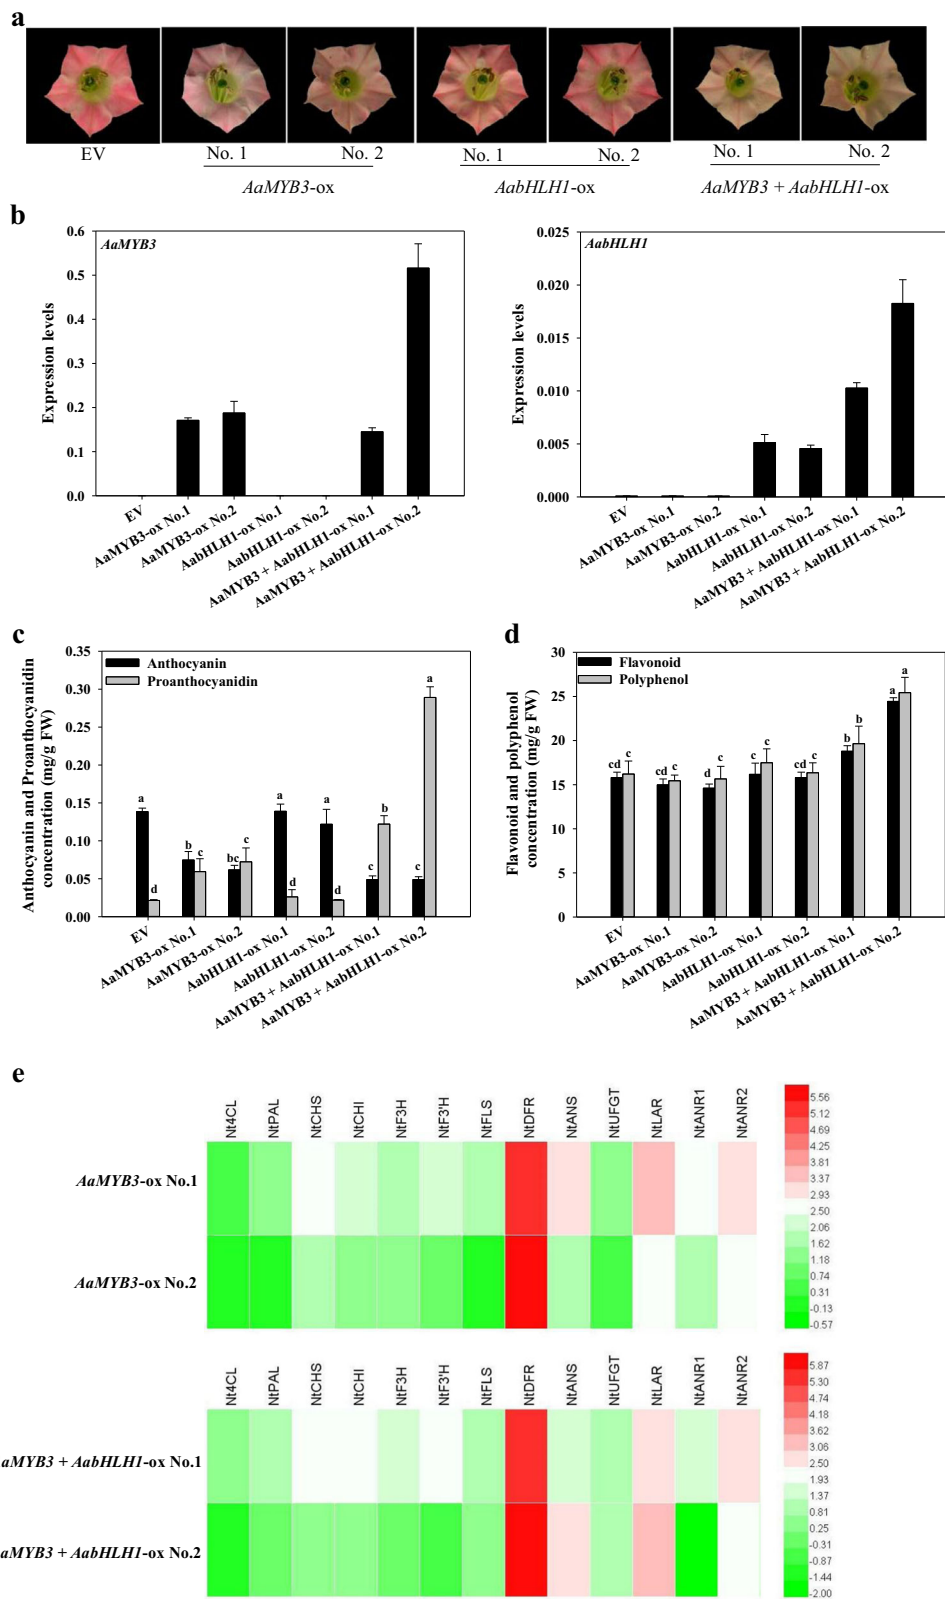 a
EV
No. 1
No. 2
No. 1
No. 2
No. 1
No. 2
AaMYB3-ox
AabHLH1-ox
AaMYB3 + AabHLH1-ox
b
AaMYB3
Expression levels
0.6
0.5
0.4
0.3
0.2
0.1
0.0
EV
AaMYB3-ox No.1
AaMYB3-ox No.2
AabHLH1-ox No.1
AabHLH1-ox No.2
AaMYB3 + AabHLH1-ox No.1
AaMYB3 + AabHLH1-ox No.2
AabHLH1
Expression levels
0.025
0.020
0.015
0.010
0.005
0.000
EV
AaMYB3-ox No.1
AaMYB3-ox No.2
AabHLH1-ox No.1
AabHLH1-ox No.2
AaMYB3 + AabHLH1-ox No.1
AaMYB3 + AabHLH1-ox No.2
c
Anthocyanin and Proanthocyanidin
concentration (mg/g FW)
0.35
0.30
0.25
0.20
0.15
0.10
0.05
0.00
Anthocyanin
Proanthocyanidin
a
d
b
c
bc
c
a
d
a
d
c
b
c
a
EV
AaMYB3-ox No.1
AaMYB3-ox No.2
AabHLH1-ox No.1
AabHLH1-ox No.2
AaMYB3 + AabHLH1-ox No.1
AaMYB3 + AabHLH1-ox No.2
d
Flavonoid and polyphenol
concentration (mg/g FW)
30
25
20
15
10
5
0
Flavonoid
Polyphenol
cd
c
cd
c
d
c
c
c
cd
c
b
b
a
a
EV
AaMYB3-ox No.1
AaMYB3-ox No.2
AabHLH1-ox No.1
AabHLH1-ox No.2
AaMYB3 + AabHLH1-ox No.1
AaMYB3 + AabHLH1-ox No.2
e
Nt4CL
NtPAL
NtCHS
NtCHI
NtF3H
NtF3'H
NtFLS
NtDFR
NtANS
NtUFGT
NtLAR
NtANR1
NtANR2
AaMYB3-ox No.1
AaMYB3-ox No.2
5.56
5.12
4.69
4.25
3.81
3.37
2.93
2.50
2.06
1.62
1.18
0.74
0.31
-0.13
-0.57
Nt4CL
NtPAL
NtCHS
NtCHI
NtF3H
NtF3'H
NtFLS
NtDFR
NtANS
NtUFGT
NtLAR
NtANR1
NtANR2
aMYB3 + AabHLH1-ox No.1
aMYB3 + AabHLH1-ox No.2
5.87
5.30
4.74
4.18
3.62
3.06
2.50
1.93
1.37
0.81
0.25
-0.31
-0.87
-1.44
-2.00